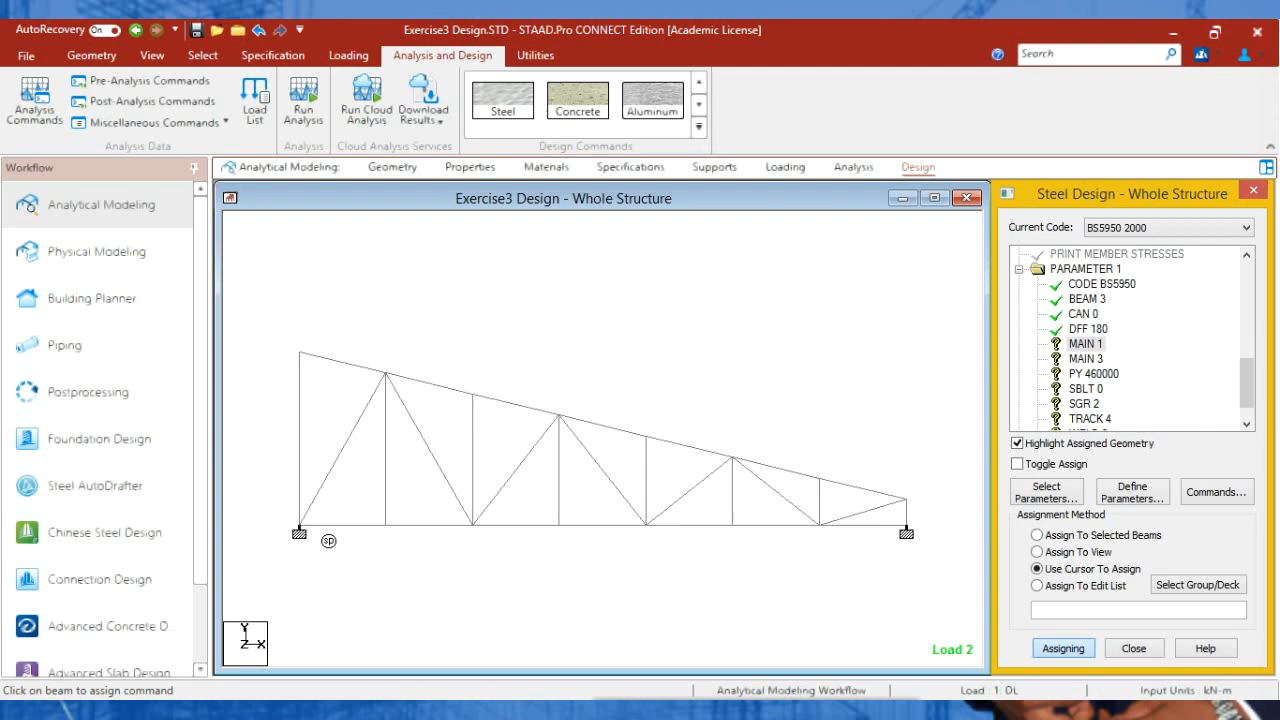 AutoRecovery On
Exercise3 Design.STD - STAAD.Pro CONNECT Edition [Academic License]
File Geometry View Select Specification Loading Analysis and Design Utilities
Search
Analysis Commands
Pre-Analysis Commands
Post-Analysis Commands
Miscellaneous Commands
Load List
Run Analysis
Run Cloud Analysis
Download Results
Steel
Concrete
Aluminum
Analysis Data
Analysis
Cloud Analysis Services
Design Commands
Workflow
Analytical Modeling: Geometry Properties Materials Specifications Supports Loading Analysis Design
Analytical Modeling
Physical Modeling
Building Planner
Piping
Postprocessing
Foundation Design
Steel AutoDrafter
Chinese Steel Design
Connection Design
Advanced Concrete D
Advanced Slab Design
Exercise3 Design - Whole Structure
sp
Y
Z X
Load 2
Steel Design - Whole Structure
Current Code: BS5950 2000
PRINT MEMBER STRESSES
PARAMETER 1
CODE BS5950
BEAM 3
CAN 0
DFF 180
MAIN 1
MAIN 3
PY 460000
SBLT 0
SGR 2
TRACK 4
Highlight Assigned Geometry
Toggle Assign
Select Parameters...
Define Parameters...
Commands...
Assignment Method
Assign To Selected Beams
Assign To View
Use Cursor To Assign
Assign To Edit List
Select Group/Deck
Assigning
Close
Help
Click on beam to assign command
Analytical Modeling Workflow
Load : 1: DL
Input Units : kN-m